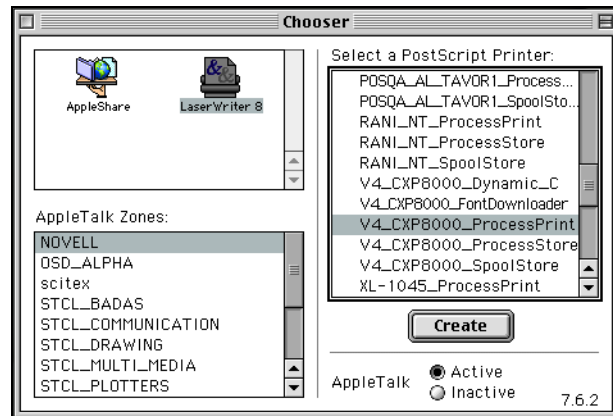 Chooser
AppleShare
LaserWriter 8
AppleTalk Zones:
NOVELL
OSD_ALPHA
scitex
STCL_BADAS
STCL_COMMUNICATION
STCL_DRAWING
STCL_MULTI_MEDIA
STCL_PLOTTERS
Select a PostScript Printer:
POSQA_AL_TAVOR1_Process...
POSQA_AL_TAVOR1_SpoolSto...
RANI_NT_ProcessPrint
RANI_NT_ProcessStore
RANI_NT_SpoolStore
V4_CXP8000_Dynamic_C
V4_CXP8000_FontDownloader
V4_CXP8000_ProcessPrint
V4_CXP8000_ProcessStore
V4_CXP8000_SpoolStore
XL-1045_ProcessPrint
Create
AppleTalk
Active
Inactive
7.6.2